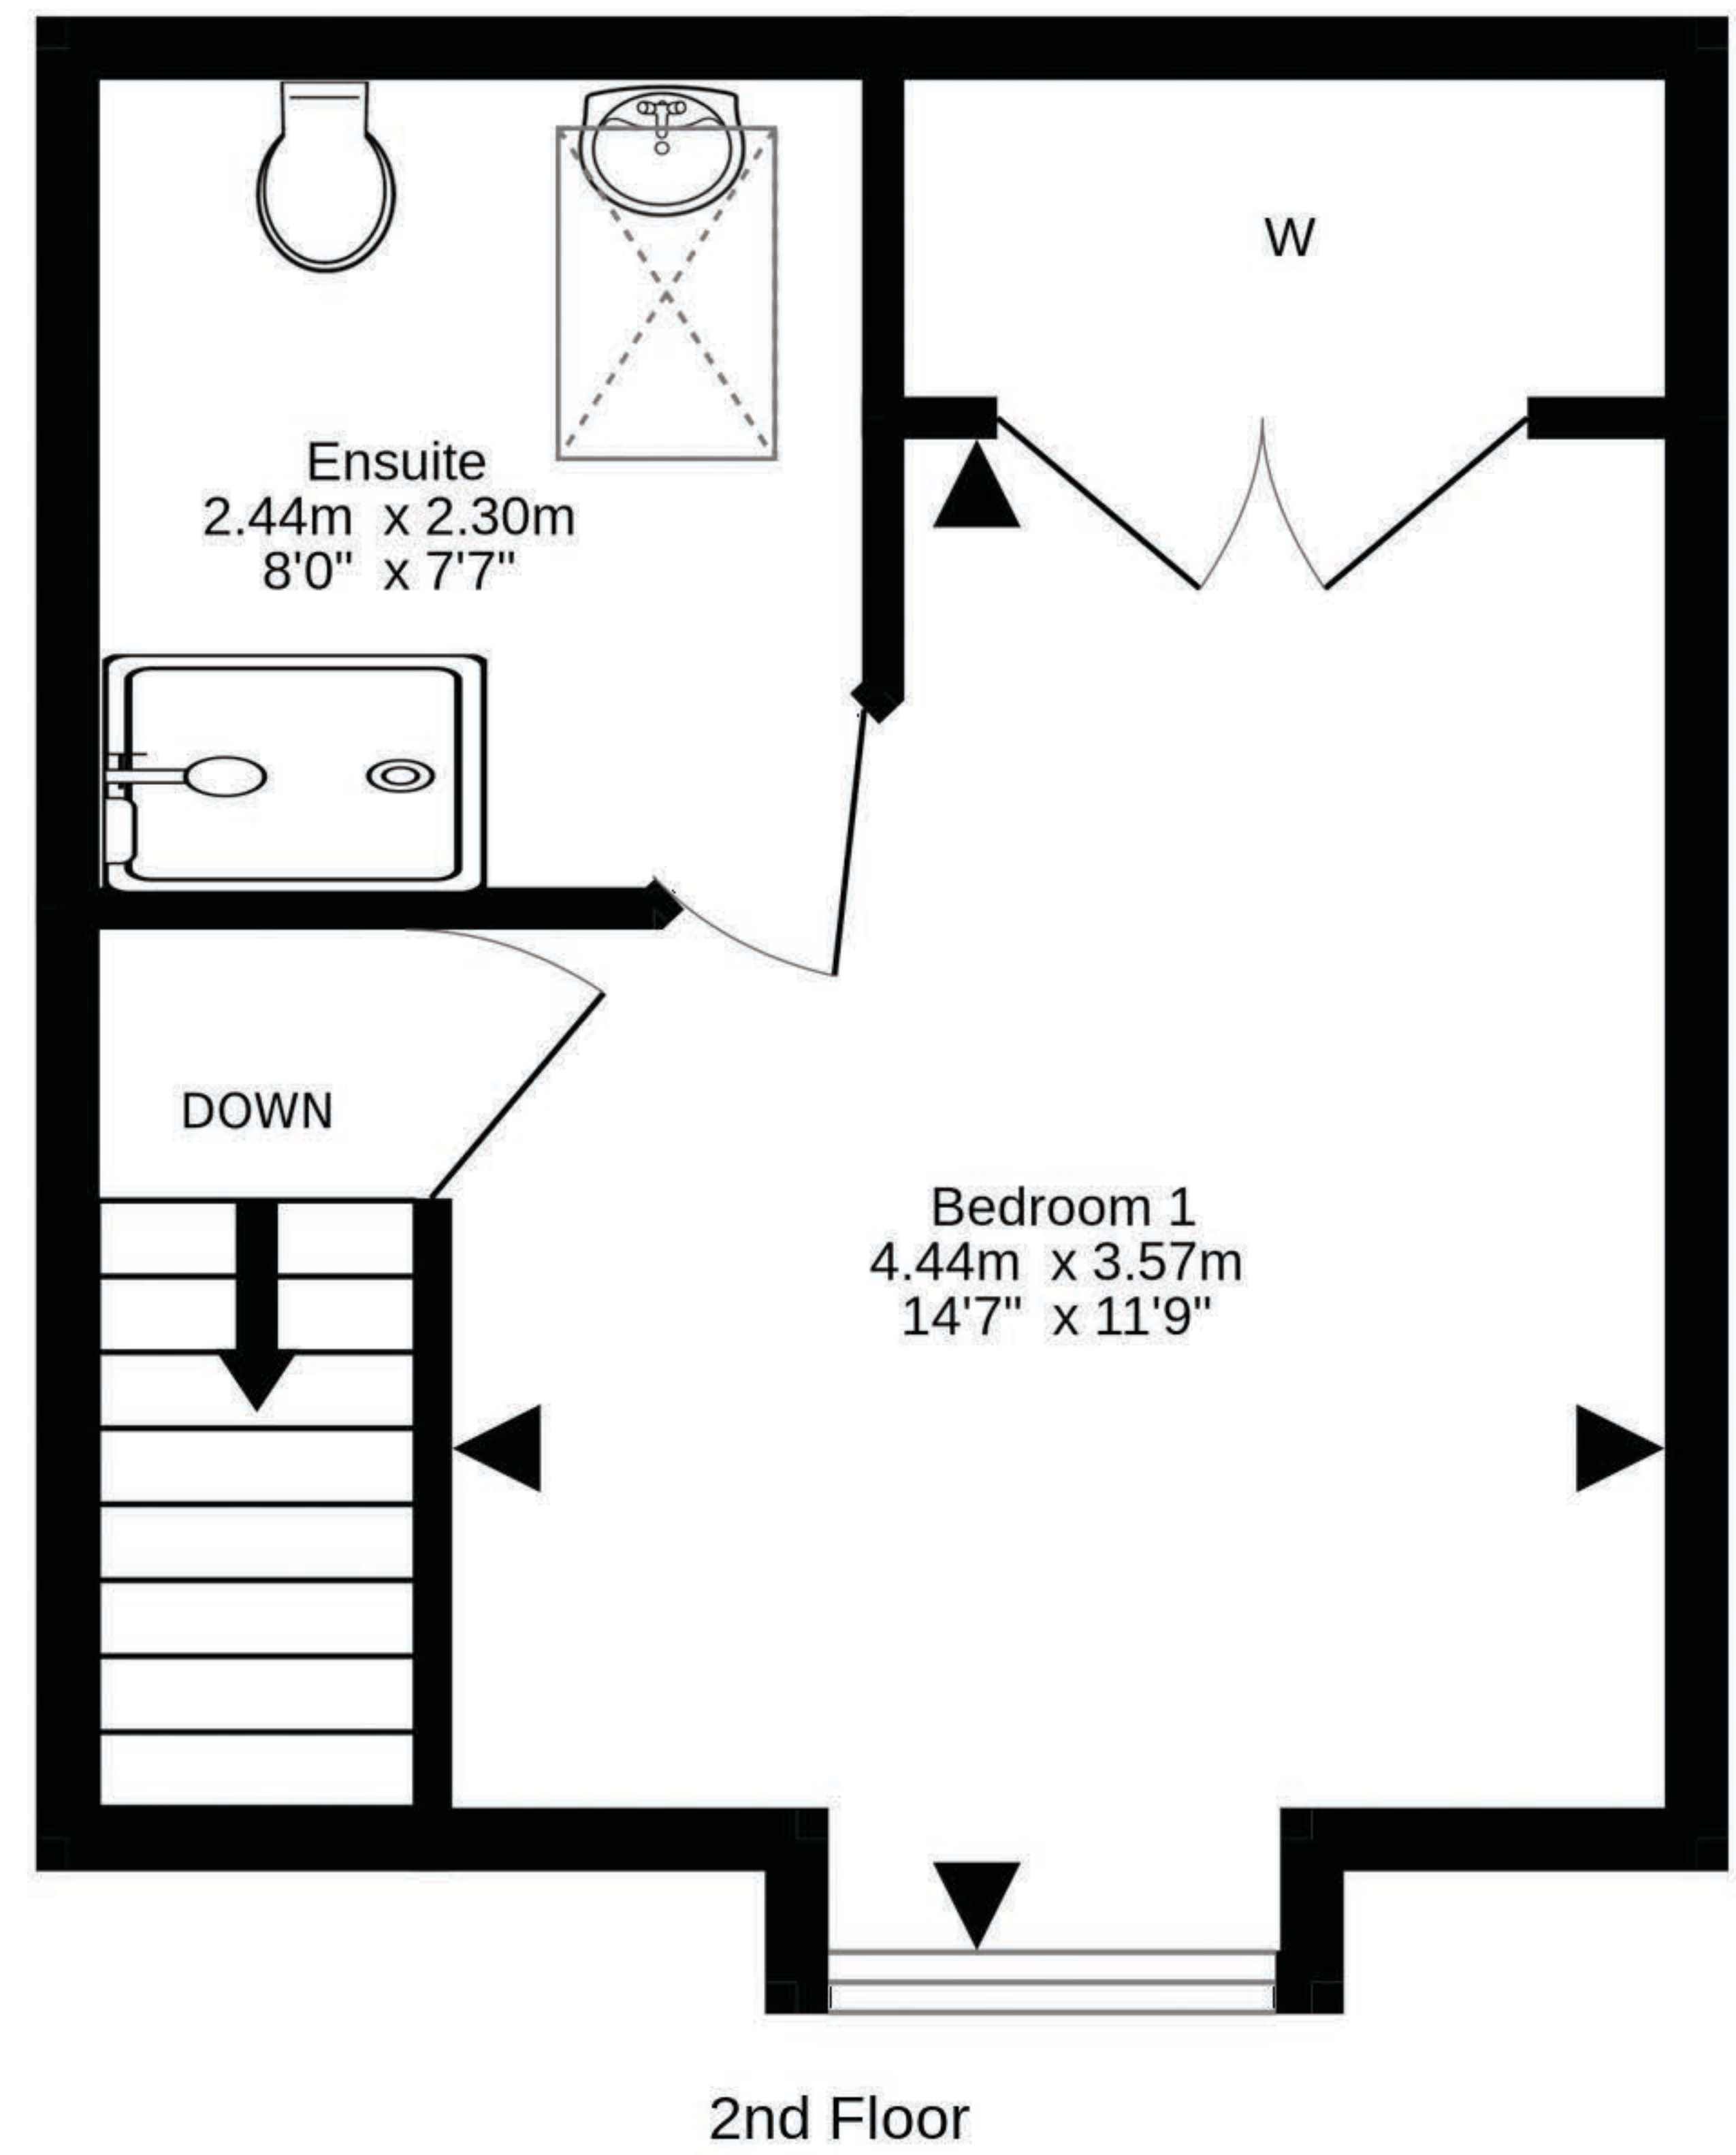 W
Ensuite
2.44m x 2.30m
8'0" x 7'7"
DOWN
Bedroom 1
4.44m x 3.57m
14'7" x 11'9"
2nd Floor